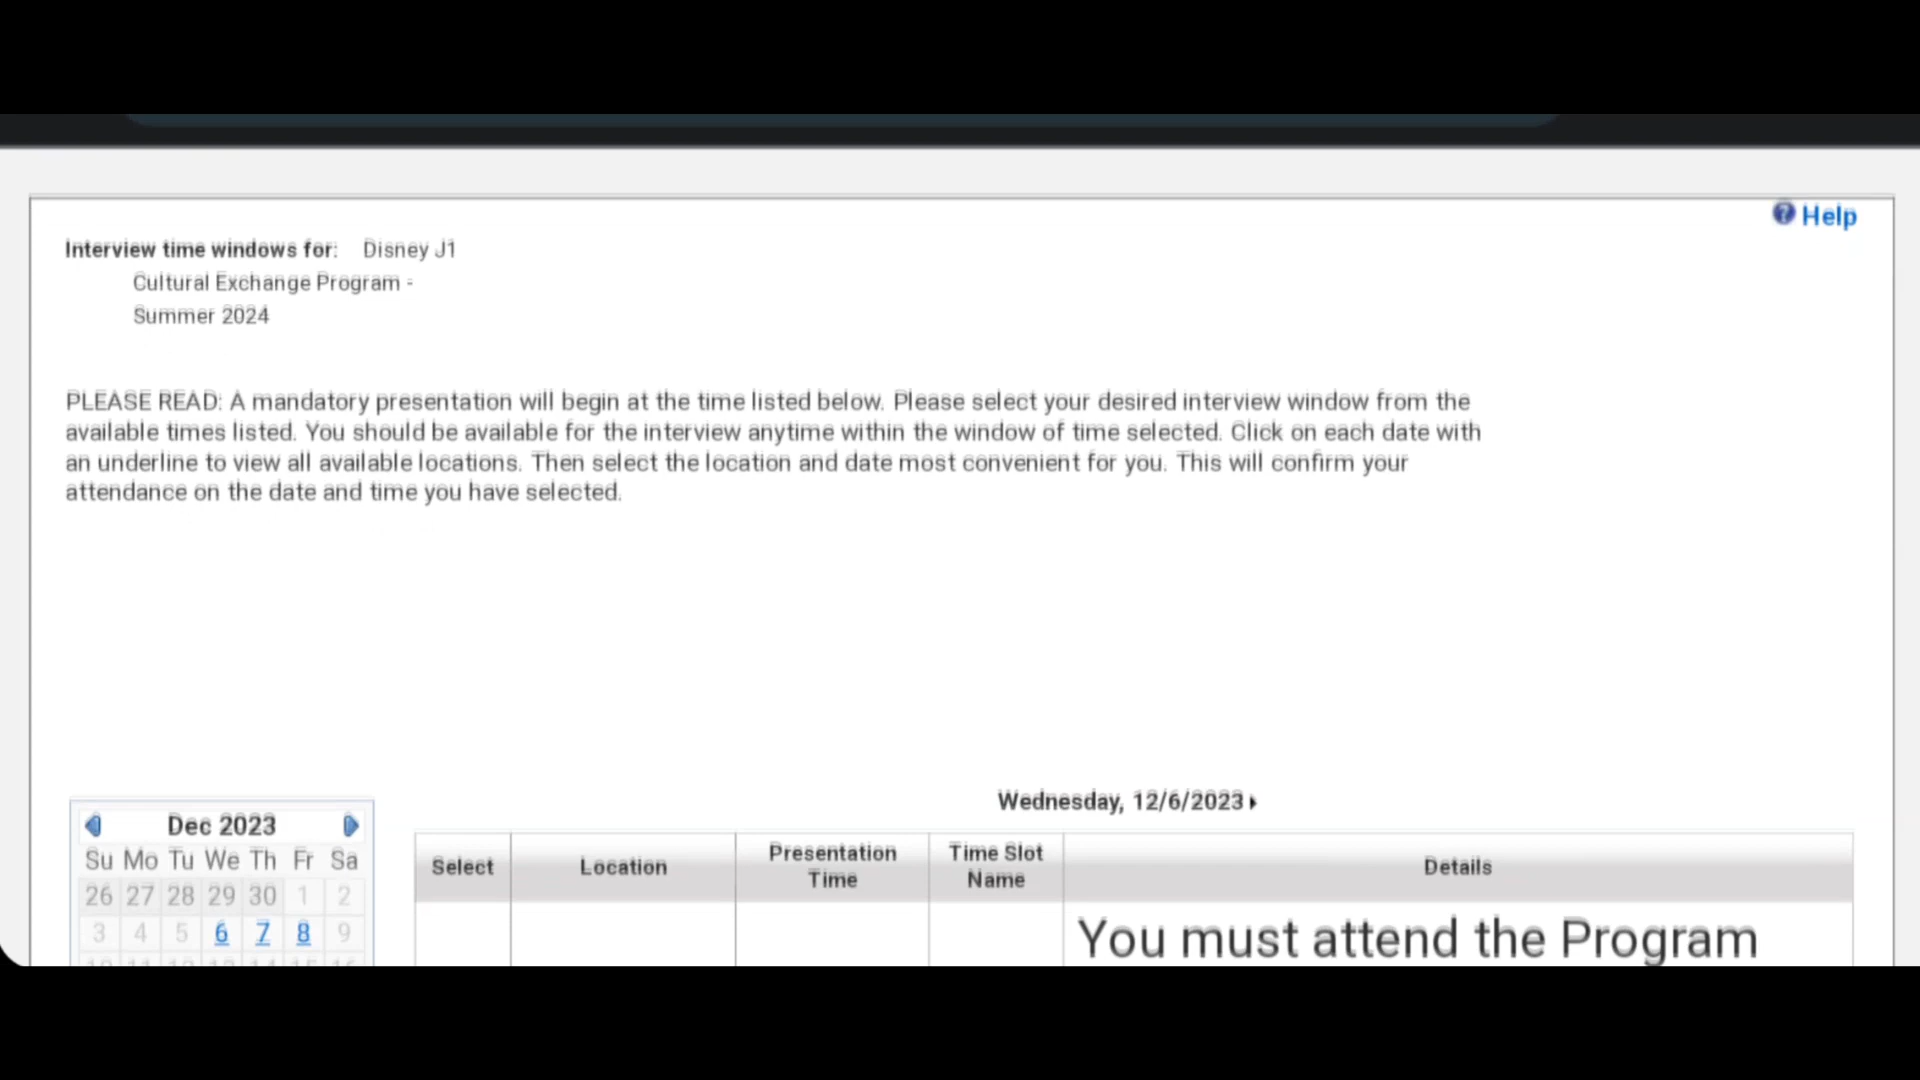 Help
Interview time windows for: Disney J1
Cultural Exchange Program -
Summer 2024
PLEASE READ: A mandatory presentation will begin at the time listed below. Please select your desired interview window from the
available times listed. You should be available for the interview anytime within the window of time selected. Click on each date with
an underline to view all available locations. Then select the location and date most convenient for you. This will confirm your
attendance on the date and time you have selected.
Wednesday, 12/6/2023
Dec 2023
Su Mo Tu We Th Fr Sa
26 27 28 29 30 1 2
3 4 5 6 7 8 9
Select Location Presentation Time Time Slot Name Details
You must attend the Program